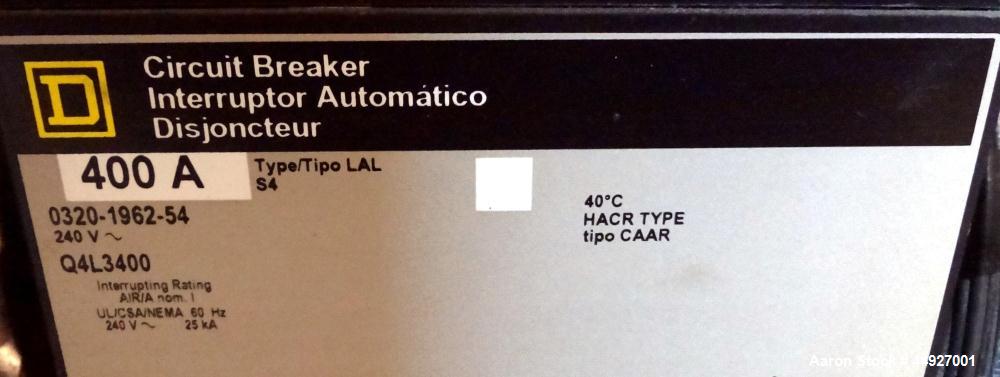 D
Circuit Breaker
Interruptor Automático
Disjoncteur
400 A
Type/Tipo LAL
S4
0320-1962-54
240 V ~
Q4L3400
Interrupting Rating
AIR/A nom. I
UL/CSA/NEMA 60 Hz
240 V ~ 25 kA
40°C
HACR TYPE
tipo CAAR
Aaron Stock